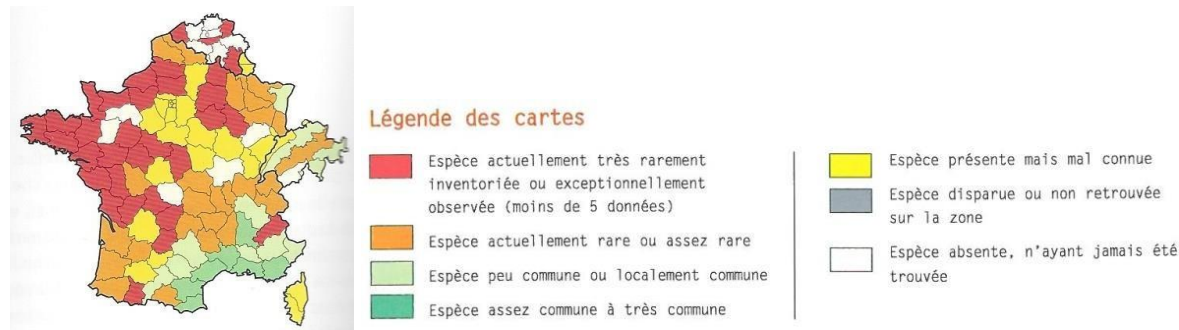 Légende des cartes
Espèce actuellement très rarement
inventoriée ou exceptionnellement
observée (moins de 5 données)
Espèce actuellement rare ou assez rare
Espèce peu commune ou localement commune
Espèce assez commune à très commune
Espèce présente mais mal connue
Espèce disparue ou non retrouvée
sur la zone
Espèce absente, n'ayant jamais été
trouvée